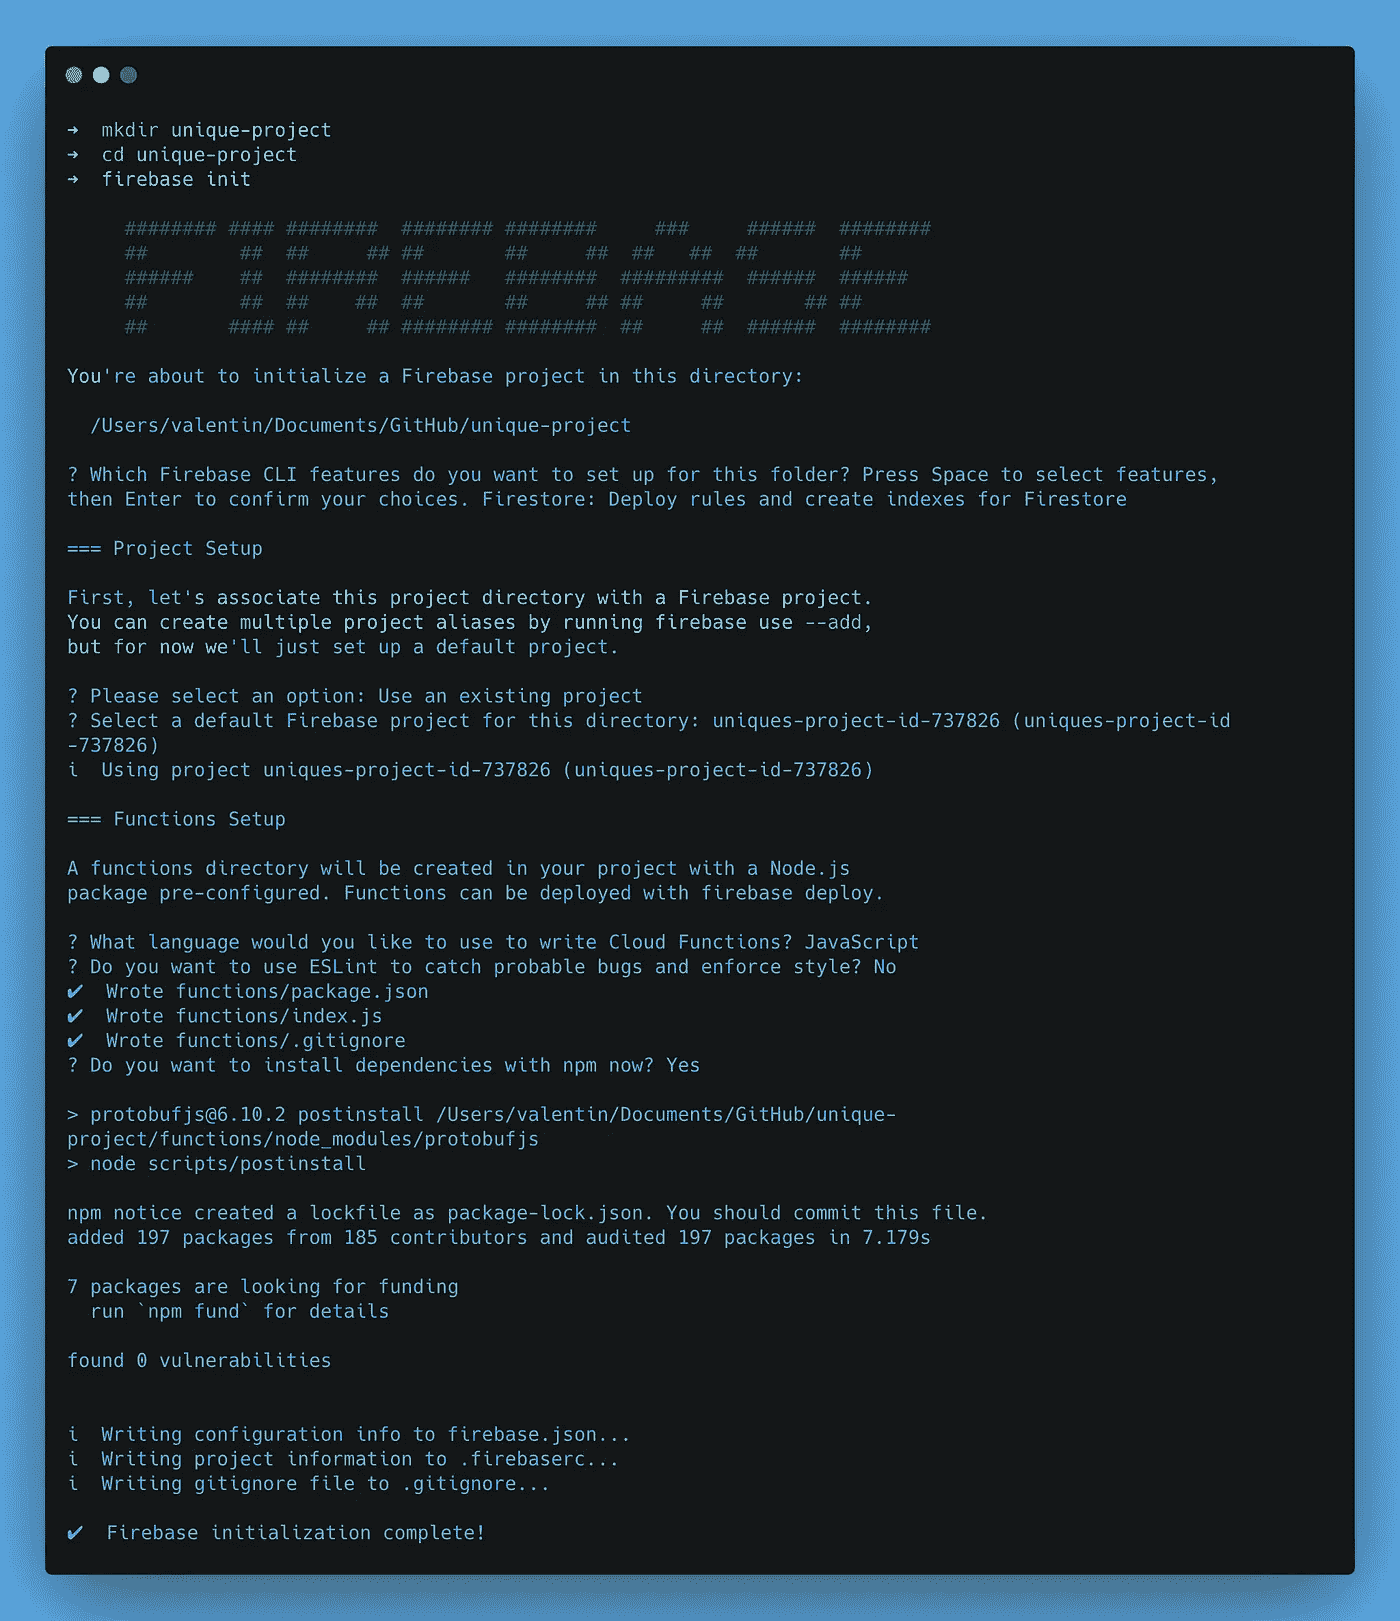 ➜  mkdir unique-project
➜  cd unique-project
➜  firebase init
     ######## #### ########  ######## ########     ###     ######  ########
     ##        ##  ##     ## ##       ##     ##  ##   ##  ##       ##
     ######    ##  ########  ######   ########  #########  ######  ######
     ##        ##  ##    ##  ##       ##     ## ##     ##       ## ##
     ##       #### ##     ## ######## ########  ##     ##  ######  ########
You're about to initialize a Firebase project in this directory:
  /Users/valentin/Documents/GitHub/unique-project
? Which Firebase CLI features do you want to set up for this folder? Press Space to select features,
then Enter to confirm your choices. Firestore: Deploy rules and create indexes for Firestore
=== Project Setup
First, let's associate this project directory with a Firebase project.
You can create multiple project aliases by running firebase use --add,
but for now we'll just set up a default project.
? Please select an option: Use an existing project
? Select a default Firebase project for this directory: uniques-project-id-737826 (uniques-project-id
-737826)
i  Using project uniques-project-id-737826 (uniques-project-id-737826)
=== Functions Setup
A functions directory will be created in your project with a Node.js
package pre-configured. Functions can be deployed with firebase deploy.
? What language would you like to use to write Cloud Functions? JavaScript
? Do you want to use ESLint to catch probable bugs and enforce style? No
✔  Wrote functions/package.json
✔  Wrote functions/index.js
✔  Wrote functions/.gitignore
? Do you want to install dependencies with npm now? Yes
> protobufjs@6.10.2 postinstall /Users/valentin/Documents/GitHub/unique-
project/functions/node_modules/protobufjs
> node scripts/postinstall
npm notice created a lockfile as package-lock.json. You should commit this file.
added 197 packages from 185 contributors and audited 197 packages in 7.179s
7 packages are looking for funding
  run `npm fund` for details
found 0 vulnerabilities
i  Writing configuration info to firebase.json...
i  Writing project information to .firebaserc...
i  Writing gitignore file to .gitignore...
✔  Firebase initialization complete!